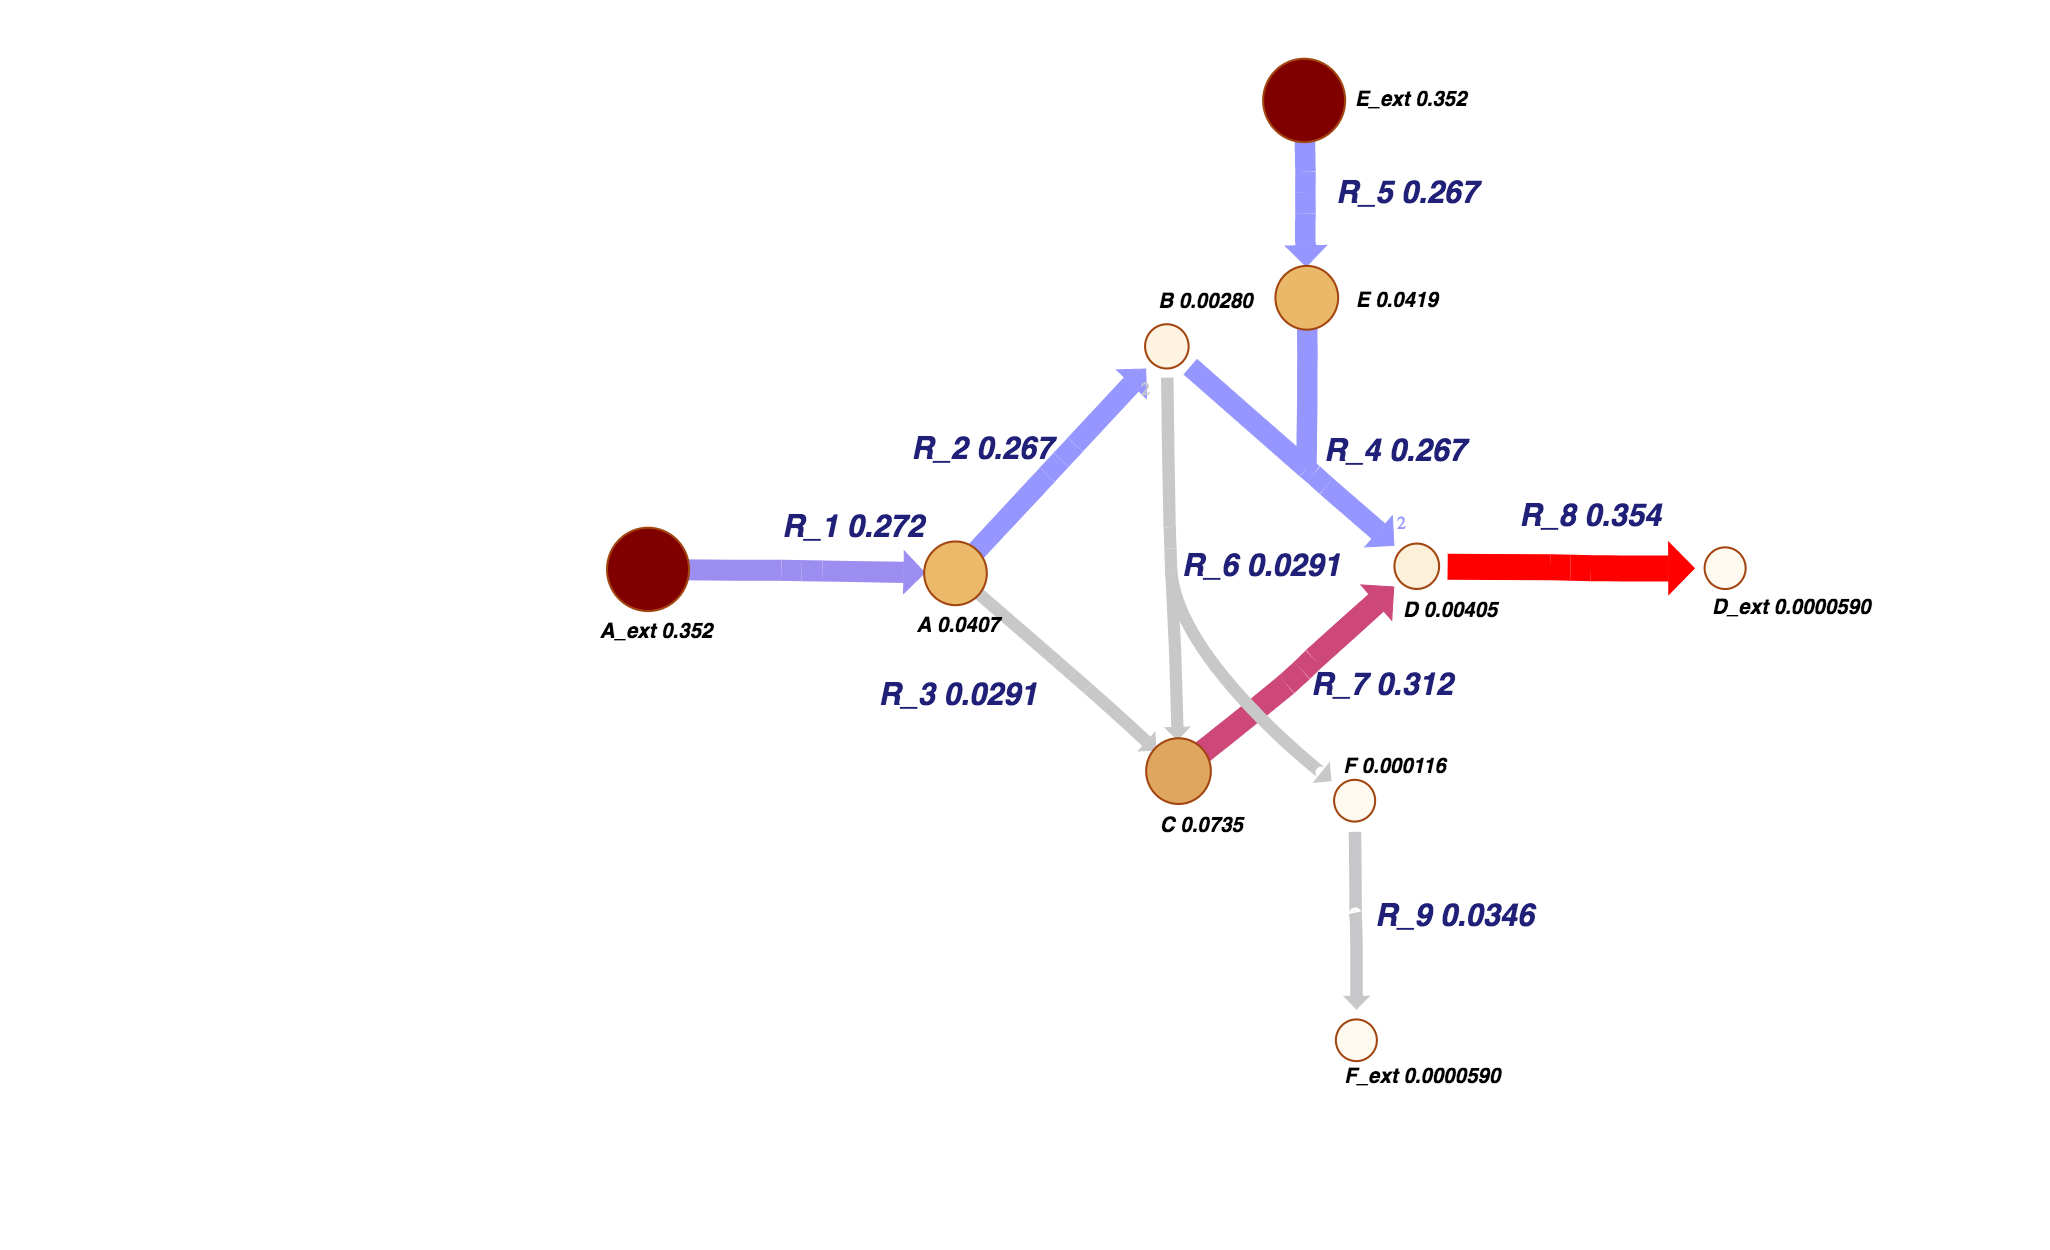 E_ext 0.352
R_5 0.267
B 0.00280
E 0.0419
2
R_2 0.267
R_4 0.267
R_1 0.272
R_8 0.354
2
R_6 0.0291
A_ext 0.352
A 0.0407
D 0.00405
D_ext 0.0000590
R_3 0.0291
R_7 0.312
F 0.000116
C 0.0735
R_9 0.0346
F_ext 0.0000590